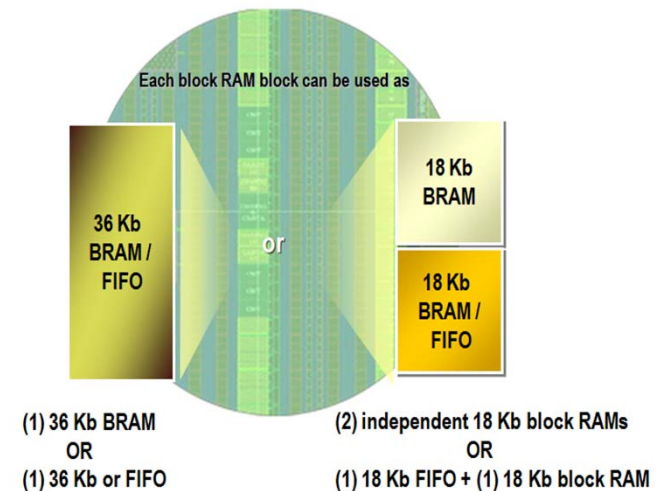 Each block RAM block can be used as
36 Kb
BRAM /
FIFO
or
18 Kb
BRAM
18 Kb
BRAM /
FIFO
(1) 36 Kb BRAM
OR
(1) 36 Kb or FIFO
(2) independent 18 Kb block RAMs
OR
(1) 18 Kb FIFO + (1) 18 Kb block RAM